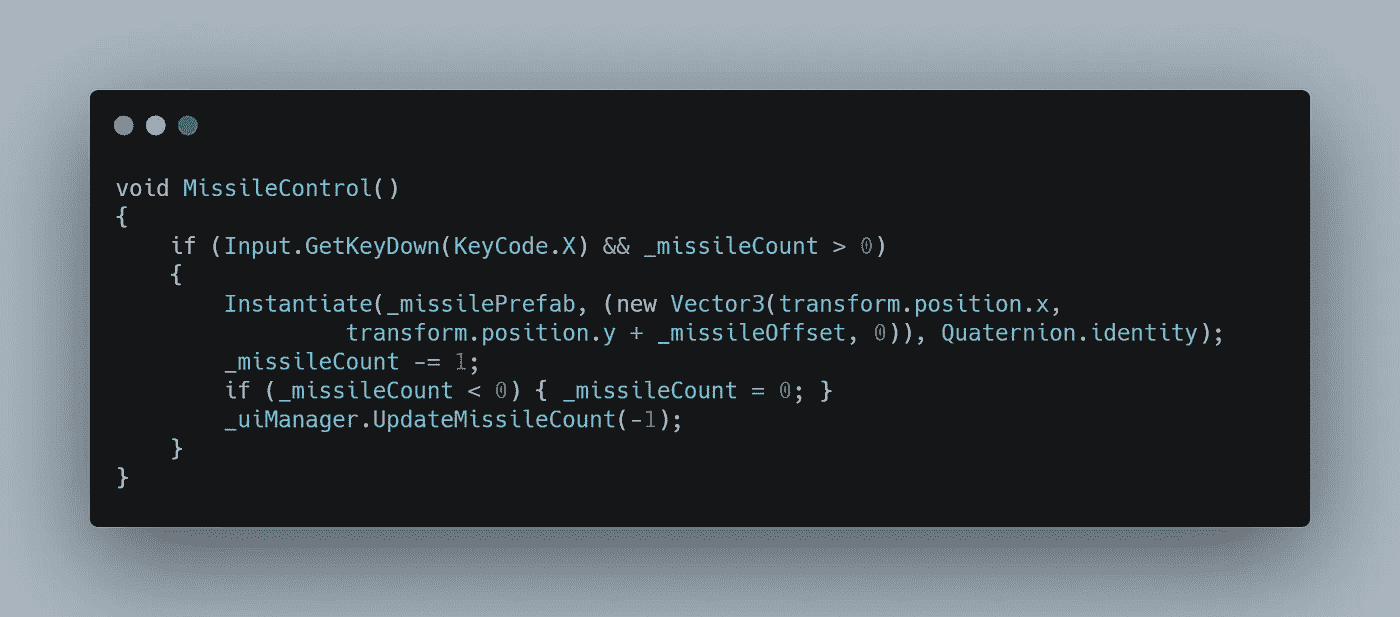 void MissileControl()
{
    if (Input.GetKeyDown(KeyCode.X) && _missileCount > 0)
    {
        Instantiate(_missilePrefab, (new Vector3(transform.position.x,
                 transform.position.y + _missileOffset, 0)), Quaternion.identity);
        _missileCount -= 1;
        if (_missileCount < 0) { _missileCount = 0; }
        _uiManager.UpdateMissileCount(-1);
    }
}